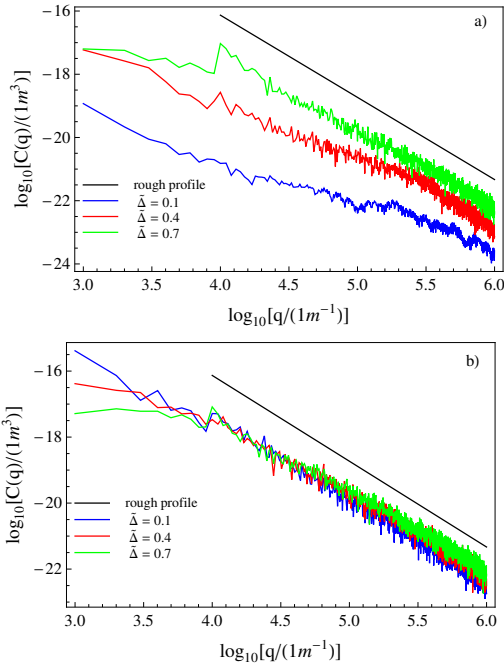 a)
−16
−18
−20
−22
−24
log₁₀[C(q)/(1m³)]
rough profile
Δ̃ = 0.1
Δ̃ = 0.4
Δ̃ = 0.7
3.0 3.5 4.0 4.5 5.0 5.5 6.0
log₁₀[q/(1m⁻¹)]
b)
−16
−18
−20
−22
log₁₀[C(q)/(1m³)]
rough profile
Δ̃ = 0.1
Δ̃ = 0.4
Δ̃ = 0.7
3.0 3.5 4.0 4.5 5.0 5.5 6.0
log₁₀[q/(1m⁻¹)]